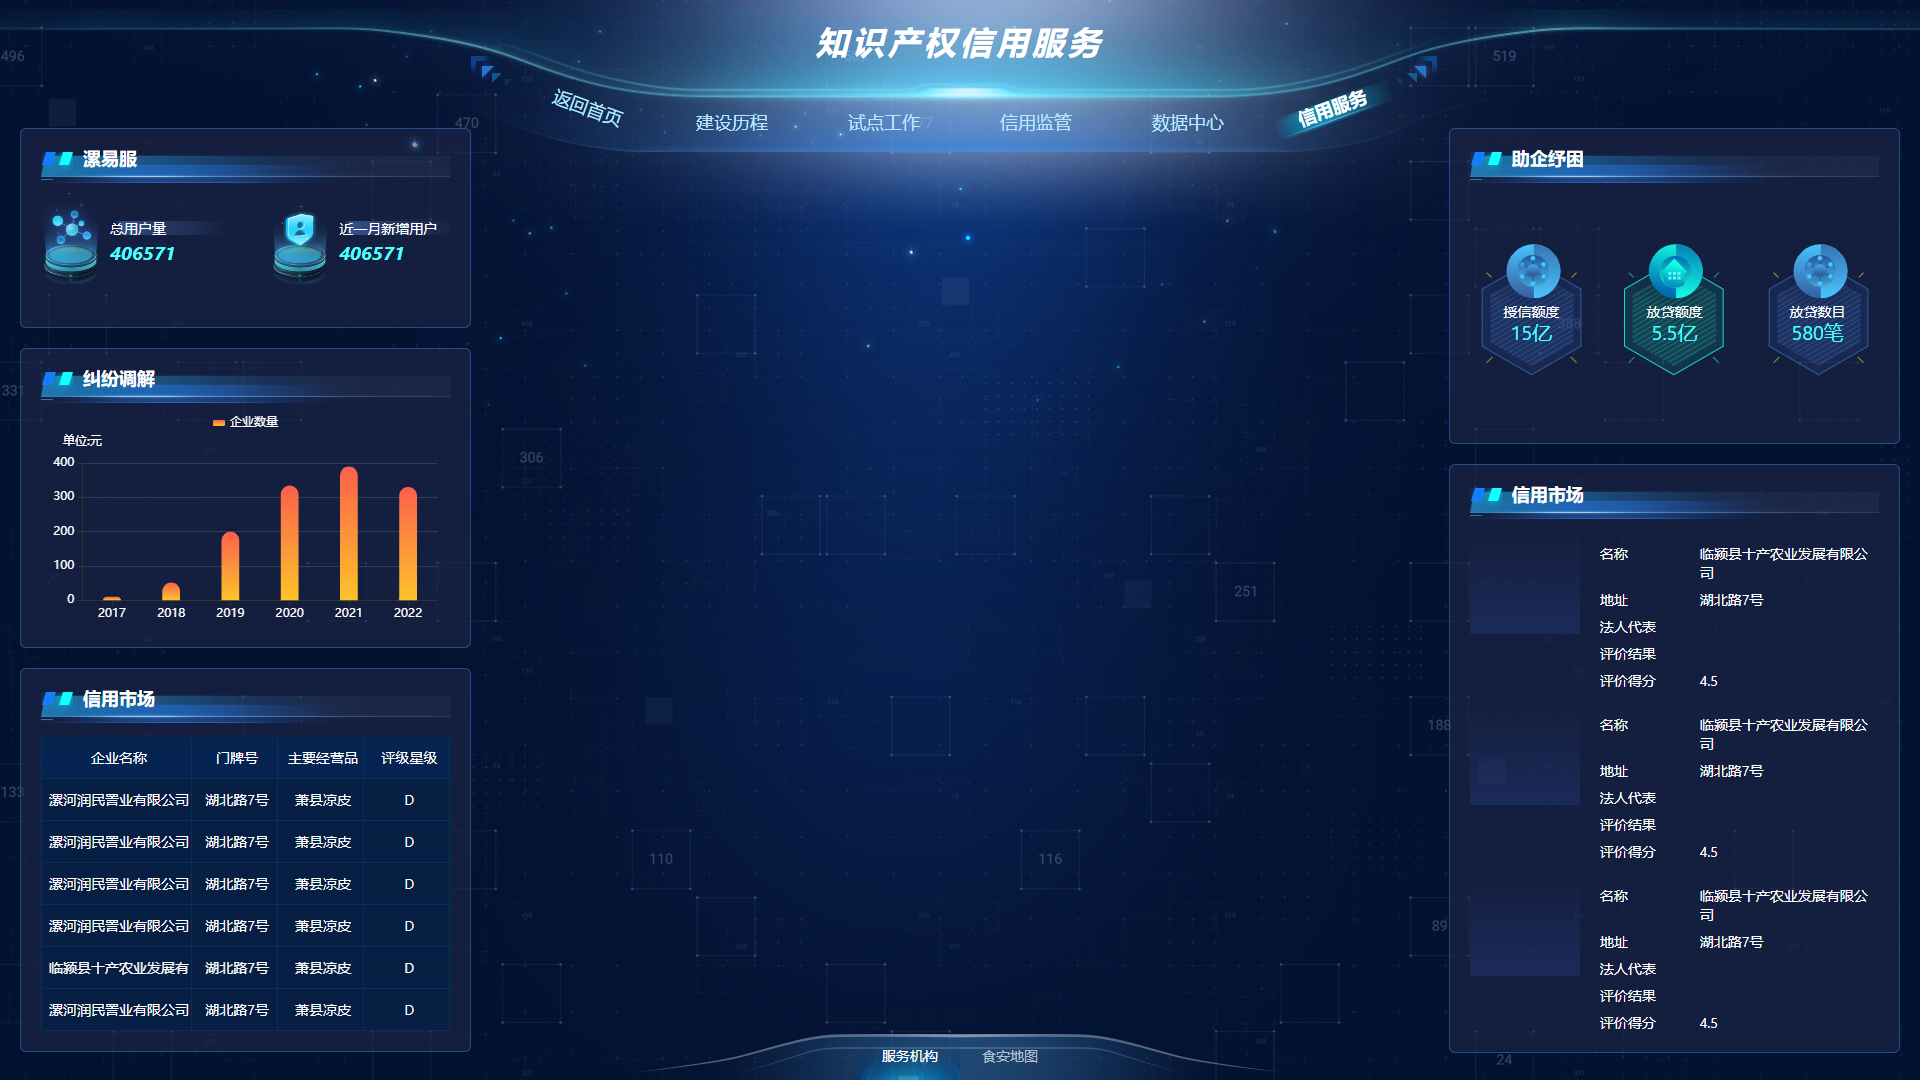 知识产权信用服务
返回首页
建设历程
试点工作
信用监管
数据中心
信用服务
漯易服
总用户量
406571
近一月新增用户
406571
纠纷调解
企业数量
单位:元
400
300
200
100
0
2017 2018 2019 2020 2021 2022
信用市场
企业名称 门牌号 主要经营品 评级星级
漯河润民置业有限公司 湖北路7号 萧县凉皮 D
漯河润民置业有限公司 湖北路7号 萧县凉皮 D
漯河润民置业有限公司 湖北路7号 萧县凉皮 D
漯河润民置业有限公司 湖北路7号 萧县凉皮 D
临颍县十产农业发展有 湖北路7号 萧县凉皮 D
漯河润民置业有限公司 湖北路7号 萧县凉皮 D
助企纾困
授信额度
15亿
放贷额度
5.5亿
放贷数目
580笔
信用市场
名称 临颍县十产农业发展有限公
司
地址 湖北路7号
法人代表
评价结果
评价得分 4.5
名称 临颍县十产农业发展有限公
司
地址 湖北路7号
法人代表
评价结果
评价得分 4.5
名称 临颍县十产农业发展有限公
司
地址 湖北路7号
法人代表
评价结果
评价得分 4.5
服务机构
食安地图
496
519
470
331
306
251
188
133
110
116
89
24